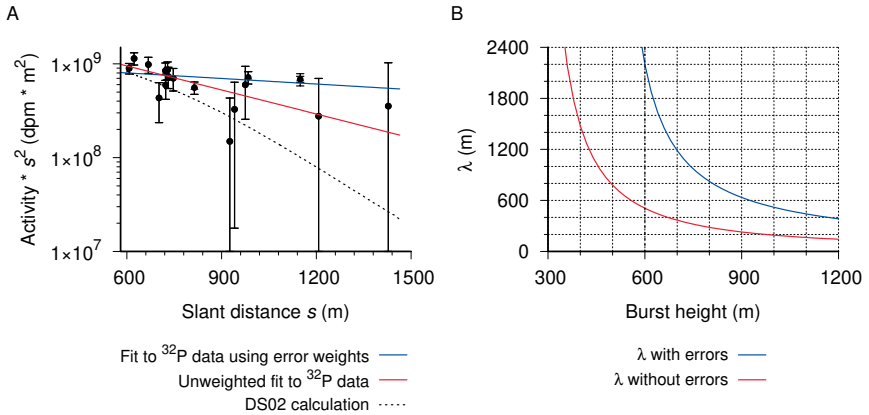 A
B
Activity * s² (dpm * m²)
1×10⁹
1×10⁸
1×10⁷
600 900 1200 1500
Slant distance s (m)
Fit to ³²P data using error weights
Unweighted fit to ³²P data
DS02 calculation
λ (m)
2400
1800
1200
600
0
300 600 900 1200
Burst height (m)
λ with errors
λ without errors